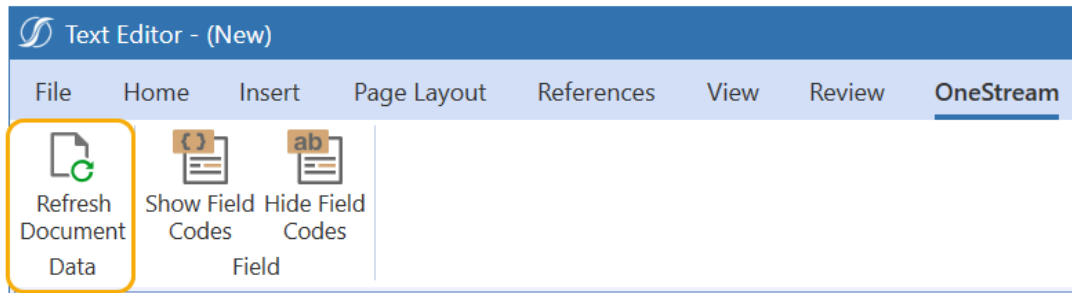 Text Editor - (New)
File Home Insert Page Layout References View Review OneStream
{ } ab
Refresh Document Show Field Codes Hide Field Codes
Data Field